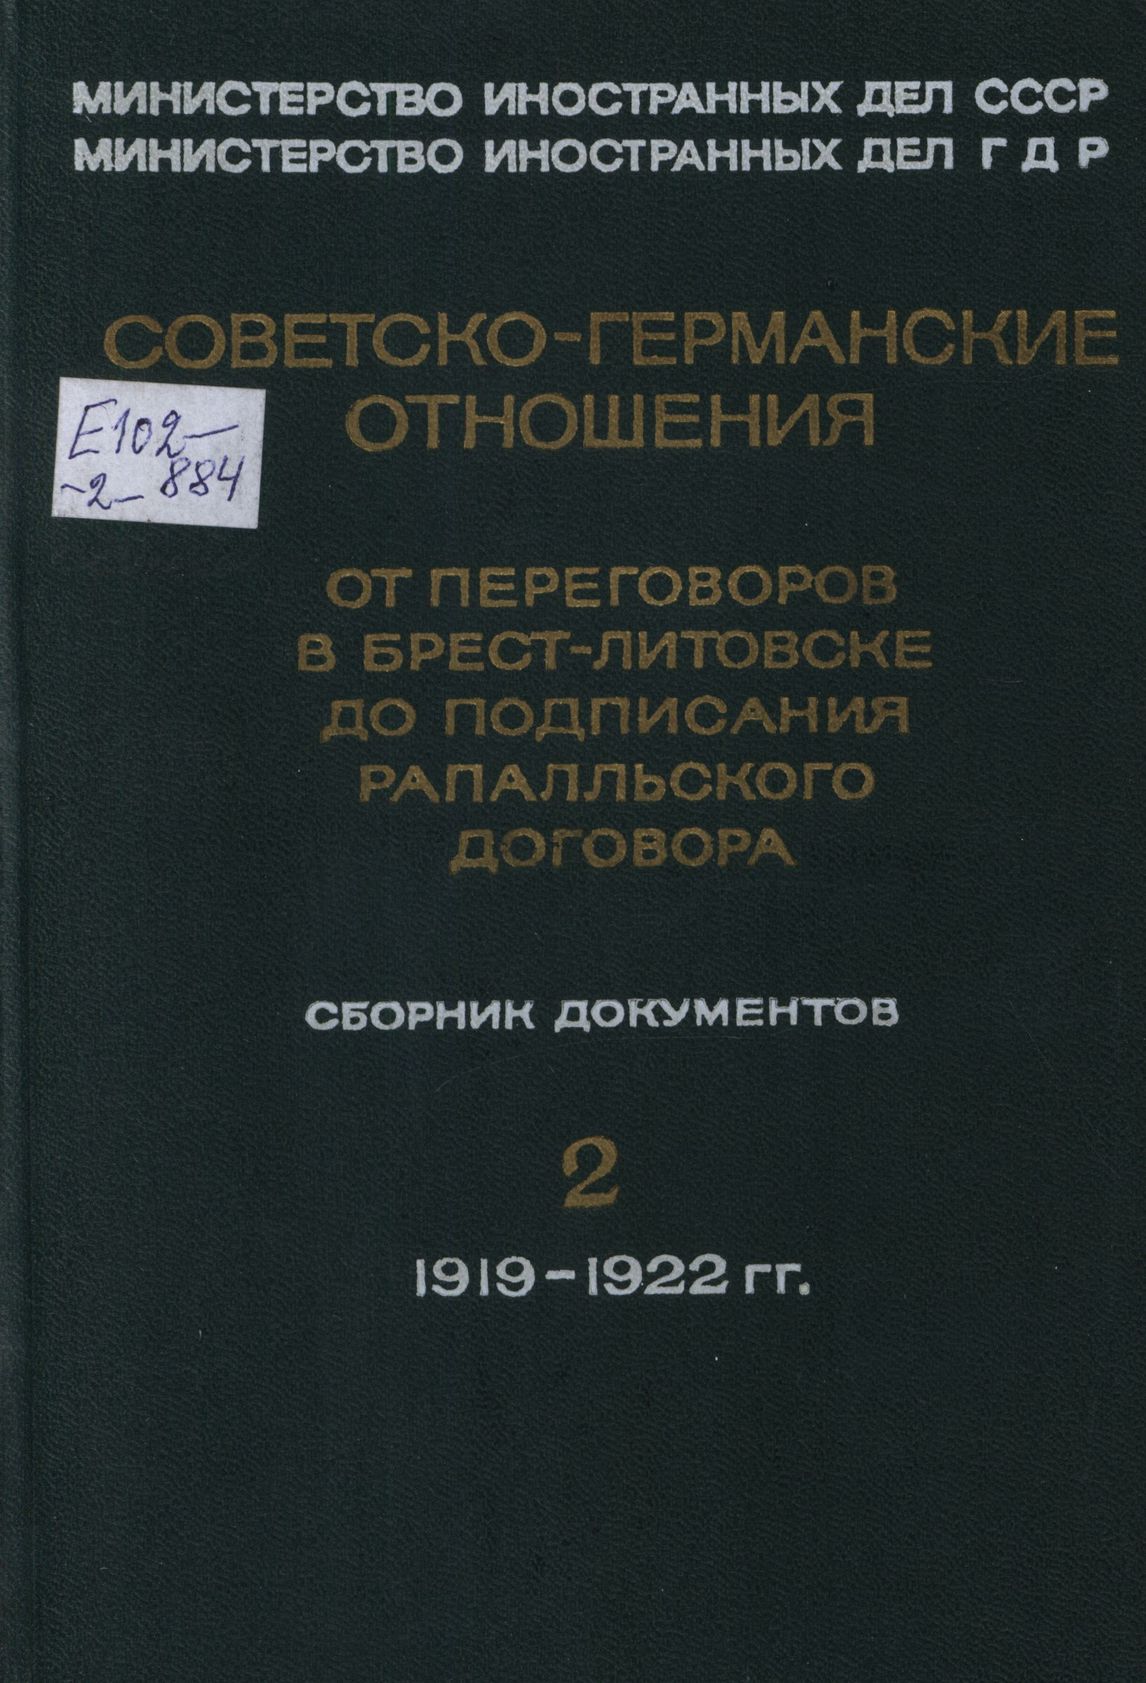 МИНИСТЕРСТВО ИНОСТРАННЫХ ДЕЛ СССР
МИНИСТЕРСТВО ИНОСТРАННЫХ ДЕЛ ГДР
СОВЕТСКО-ГЕРМАНСКИЕ
ОТНОШЕНИЯ
Е102-
-2- 884
ОТ ПЕРЕГОВОРОВ
В БРЕСТ-ЛИТОВСКЕ
ДО ПОДПИСАНИЯ
РАПАЛЛЬСКОГО
ДОГОВОРА
СБОРНИК ДОКУМЕНТОВ
2
1919-1922 гг.